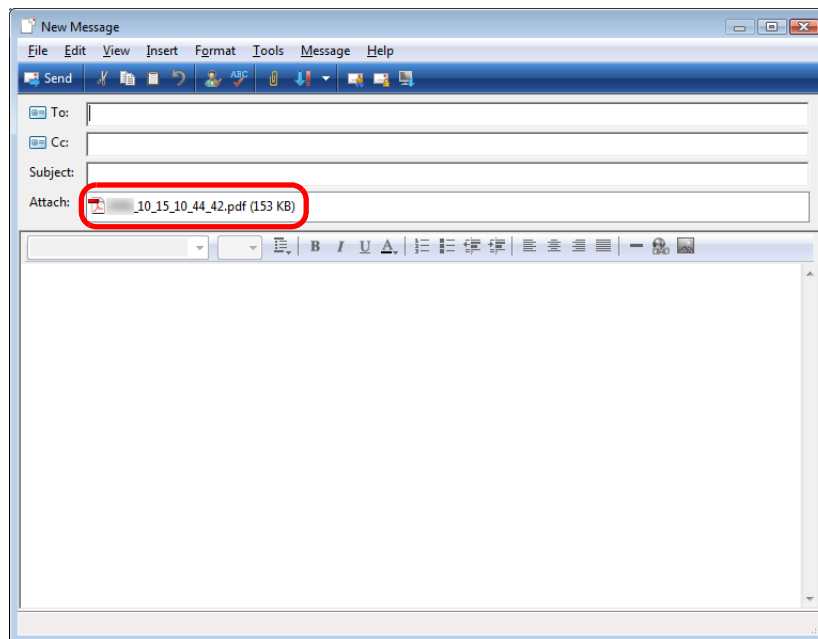 New Message
File Edit View Insert Format Tools Message Help
Send ABC
To:
Cc:
Subject:
Attach: _10_15_10_44_42.pdf (153 KB)
B I U A